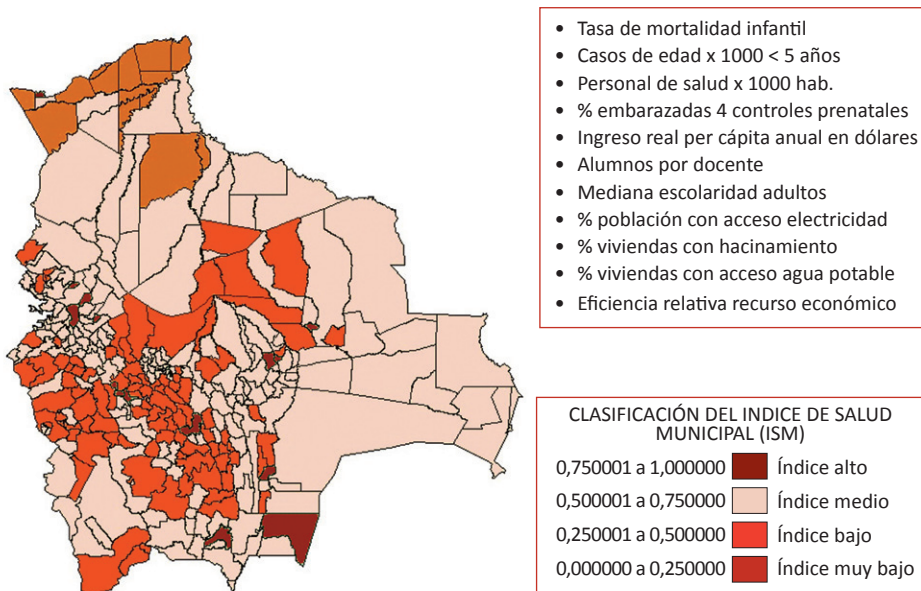 • Tasa de mortalidad infantil
• Casos de edad x 1000 < 5 años
• Personal de salud x 1000 hab.
• % embarazadas 4 controles prenatales
• Ingreso real per cápita anual en dólares
• Alumnos por docente
• Mediana escolaridad adultos
• % población con acceso electricidad
• % viviendas con hacinamiento
• % viviendas con acceso agua potable
• Eficiencia relativa recurso económico
CLASIFICACIÓN DEL INDICE DE SALUD
MUNICIPAL (ISM)
0,750001 a 1,000000 Índice alto
0,500001 a 0,750000 Índice medio
0,250001 a 0,500000 Índice bajo
0,000000 a 0,250000 Índice muy bajo